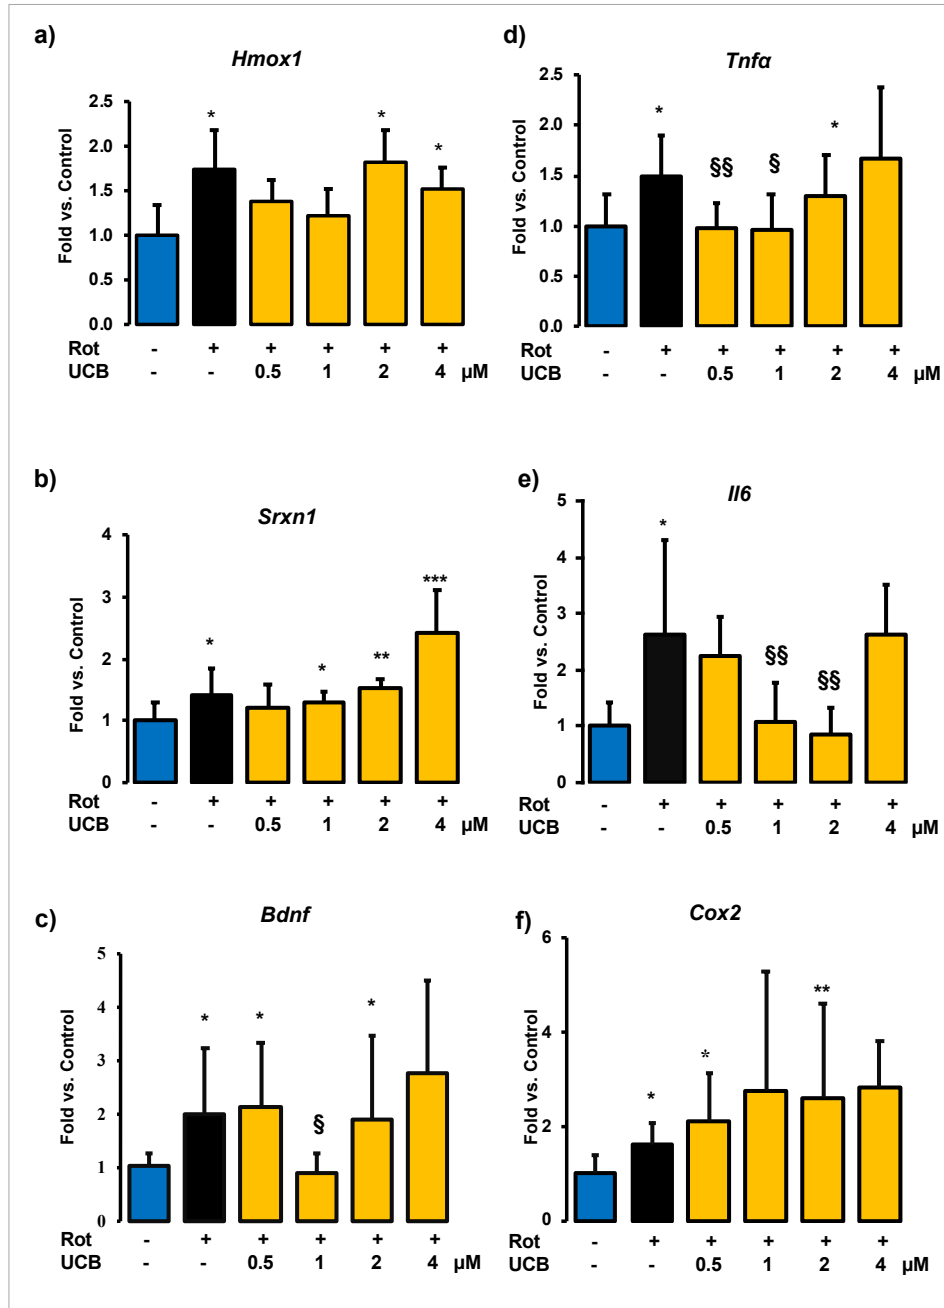 a)
Hmox1
Fold vs. Control
2.5
2.0
1.5
1.0
0.5
0.0
* * *
Rot - + + + + +
UCB - - 0.5 1 2 4 µM
b)
Srxn1
Fold vs. Control
4
3
2
1
0
* * ** ***
Rot - + + + + +
UCB - - 0.5 1 2 4 µM
c)
Bdnf
Fold vs. Control
5
4
3
2
1
0
* * § *
Rot - + + + + +
UCB - - 0.5 1 2 4 µM
d)
Tnfα
Fold vs. Control
2.5
2.0
1.5
1.0
0.5
0.0
* §§ § *
Rot - + + + + +
UCB - - 0.5 1 2 4 µM
e)
Il6
Fold vs. Control
5
4
3
2
1
0
* §§ §§
Rot - + + + + +
UCB - - 0.5 1 2 4 µM
f)
Cox2
Fold vs. Control
6
4
2
0
* * **
Rot - + + + + +
UCB - - 0.5 1 2 4 µM